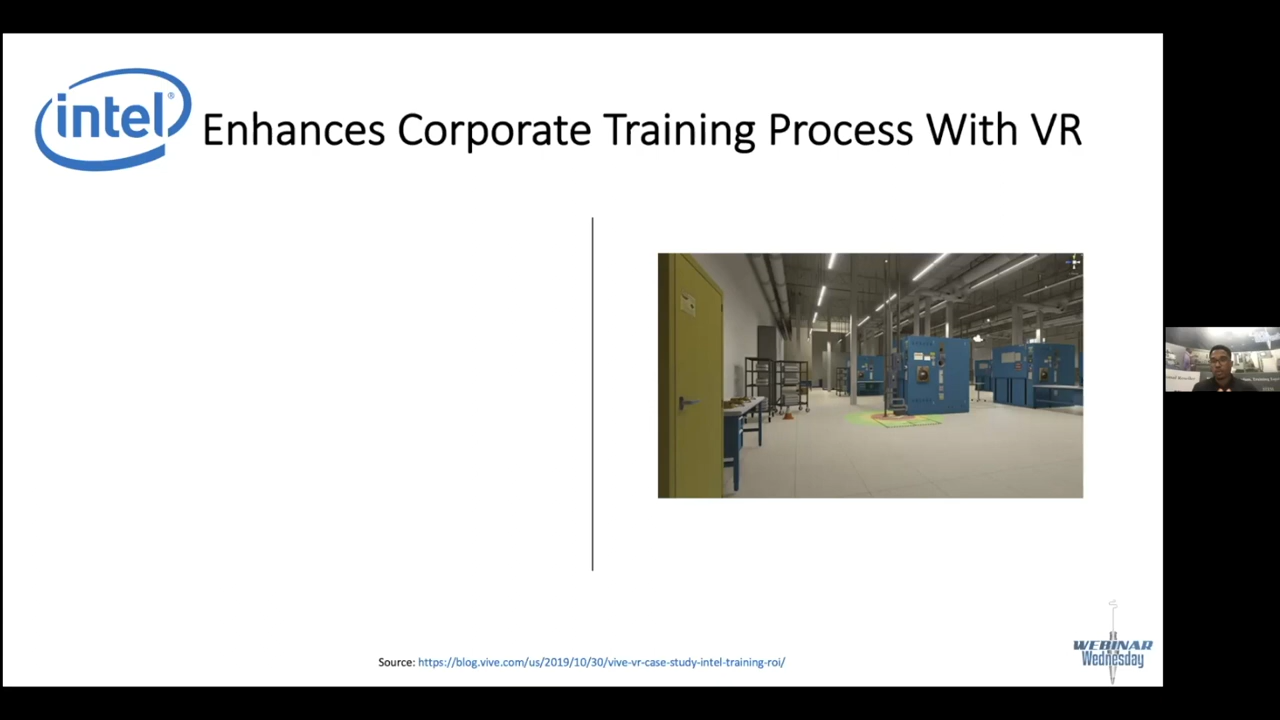 intel® Enhances Corporate Training Process With VR
Source: https://blog.vive.com/us/2019/10/30/vive-vr-case-study-intel-training-roi/
WEBINAR
Wednesday